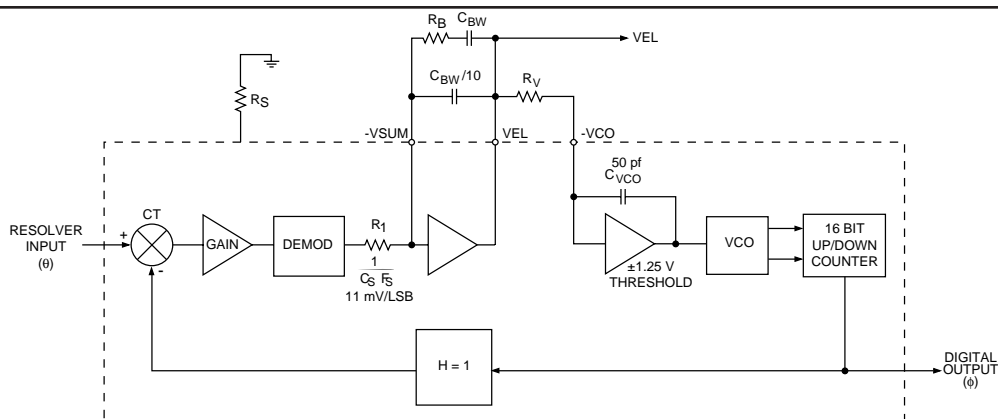 R_B
C_BW
VEL
C_BW /10
R_V
R_S
-VSUM
VEL
-VCO
50 pf
C_VCO
CT
RESOLVER
INPUT
(θ)
+
-
GAIN
DEMOD
R_1
1
C_S F_S
11 mV/LSB
±1.25 V
THRESHOLD
VCO
16 BIT
UP/DOWN
COUNTER
H = 1
DIGITAL
OUTPUT
(ϕ)